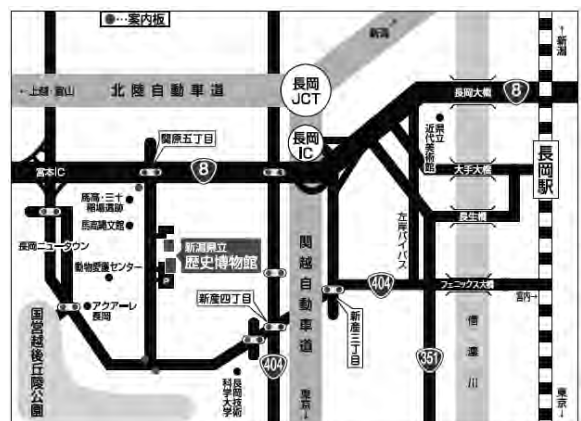 ●…案内板
新潟
←上越・富山
北陸自動車道
長岡
JCT
長岡
IC
8
長岡大橋
↑新潟
関原五丁目
県立
近代美術館
長岡駅
宮本IC
8
大手大橋
馬高・三十
稲場遺跡
馬高縄文館
長生橋
左岸バイパス
長岡ニュータウン
新潟県立
歴史博物館
関越自動車道
動物愛護センター
P
404
フェニックス大橋
宮内→
アクアーレ
長岡
新産四丁目
新産三丁目
国営越後丘陵公園
信濃川
404
351
長岡技術
科学大学
東京↓
東京↓